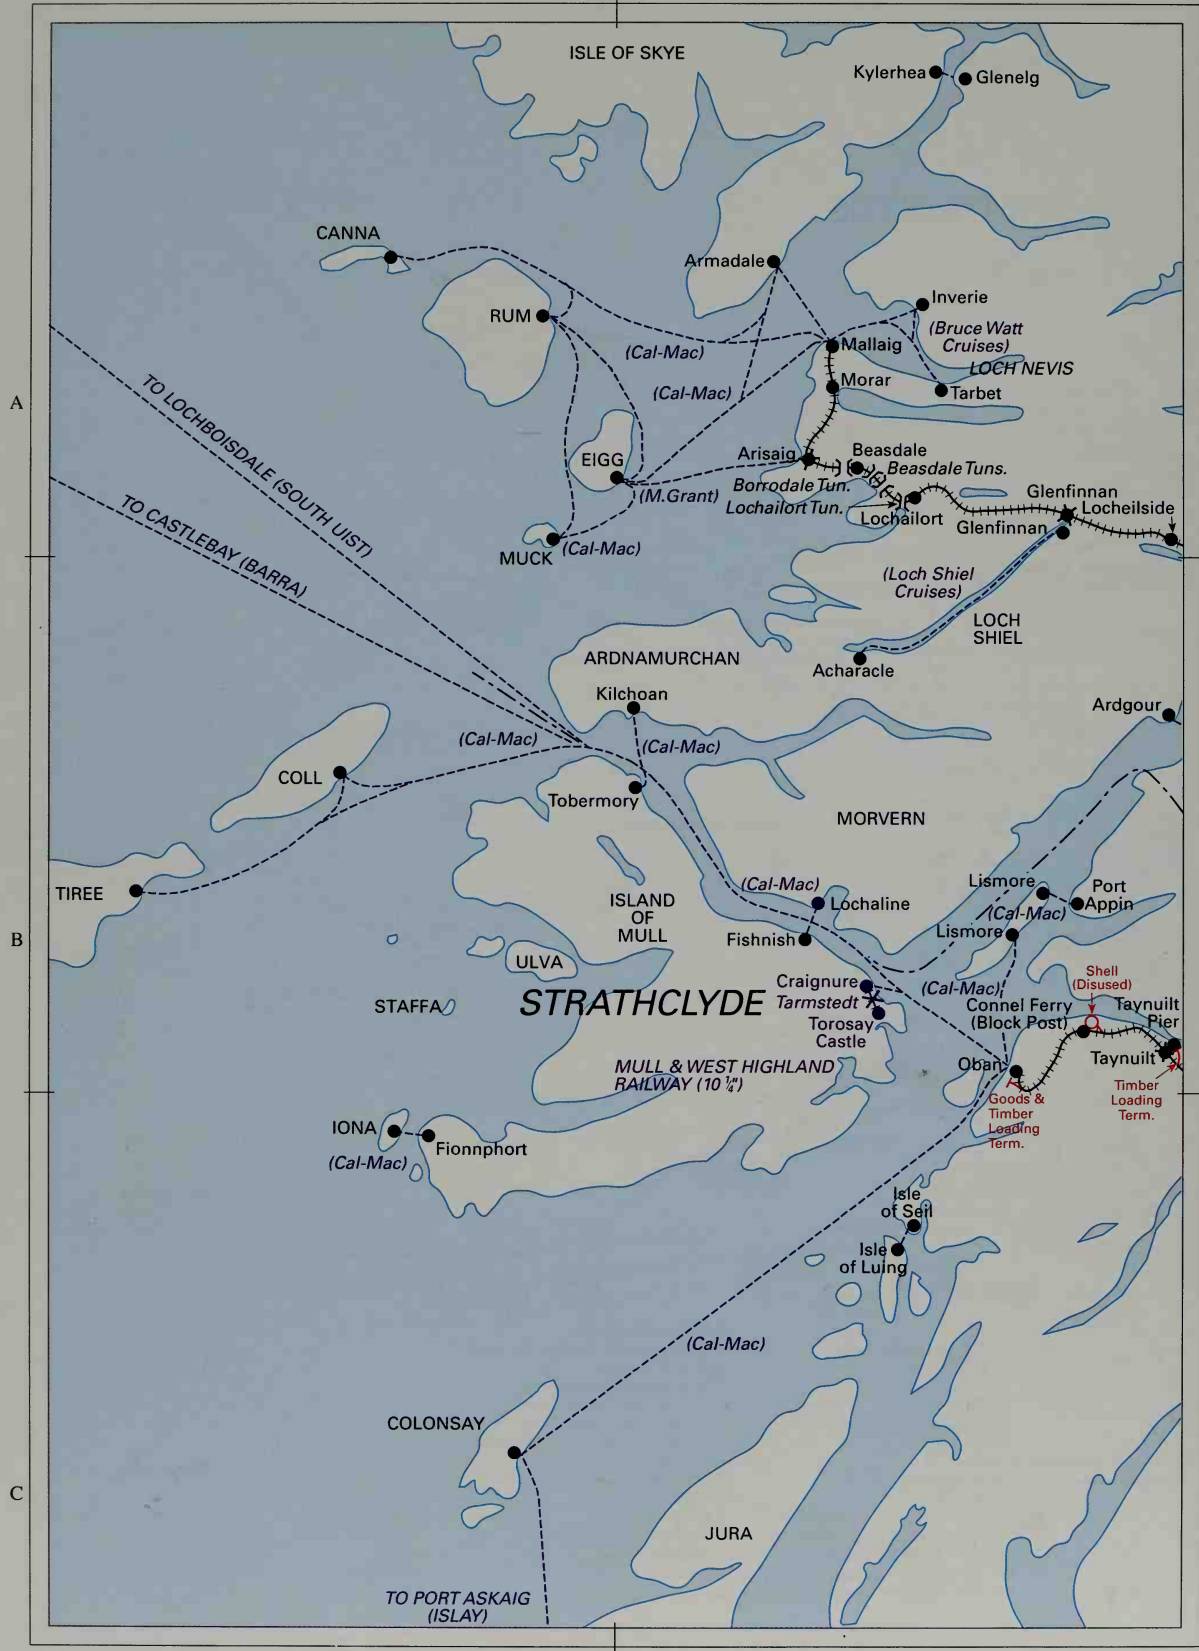 ISLE OF SKYE
Kylerhea
Glenelg
CANNA
Armadale
RUM
Inverie
(Bruce Watt
Cruises)
(Cal-Mac)
Mallaig
LOCH NEVIS
Morar
Tarbet
(Cal-Mac)
A
TO LOCHBOISDALE (SOUTH UIST)
TO CASTLEBAY (BARRA)
EIGG
Arisaig
Beasdale
Beasdale Tuns.
Borrodale Tun.
(M.Grant)
Lochailort Tun.
Lochailort
Glenfinnan
Locheilside
Glenfinnan
MUCK
(Cal-Mac)
(Loch Shiel
Cruises)
LOCH
SHIEL
ARDNAMURCHAN
Acharacle
Kilchoan
Ardgour
(Cal-Mac)
(Cal-Mac)
COLL
Tobermory
MORVERN
TIREE
(Cal-Mac)
Lochaline
Lismore
Port
Appin
(Cal-Mac)
ISLAND
OF
MULL
Fishnish
Lismore
B
ULVA
STAFFA
STRATHCLYDE
Craignure
Tarmstedt
Torosay
Castle
(Cal-Mac)
Shell
(Disused)
Connel Ferry
(Block Post)
Taynuilt
Pier
Taynuilt
Oban
MULL & WEST HIGHLAND
RAILWAY (10 ¼")
Goods &
Timber
Loading
Term.
Timber
Loading
Term.
IONA
Fionnphort
(Cal-Mac)
Isle
of Seil
Isle
of Luing
(Cal-Mac)
COLONSAY
C
JURA
TO PORT ASKAIG
(ISLAY)